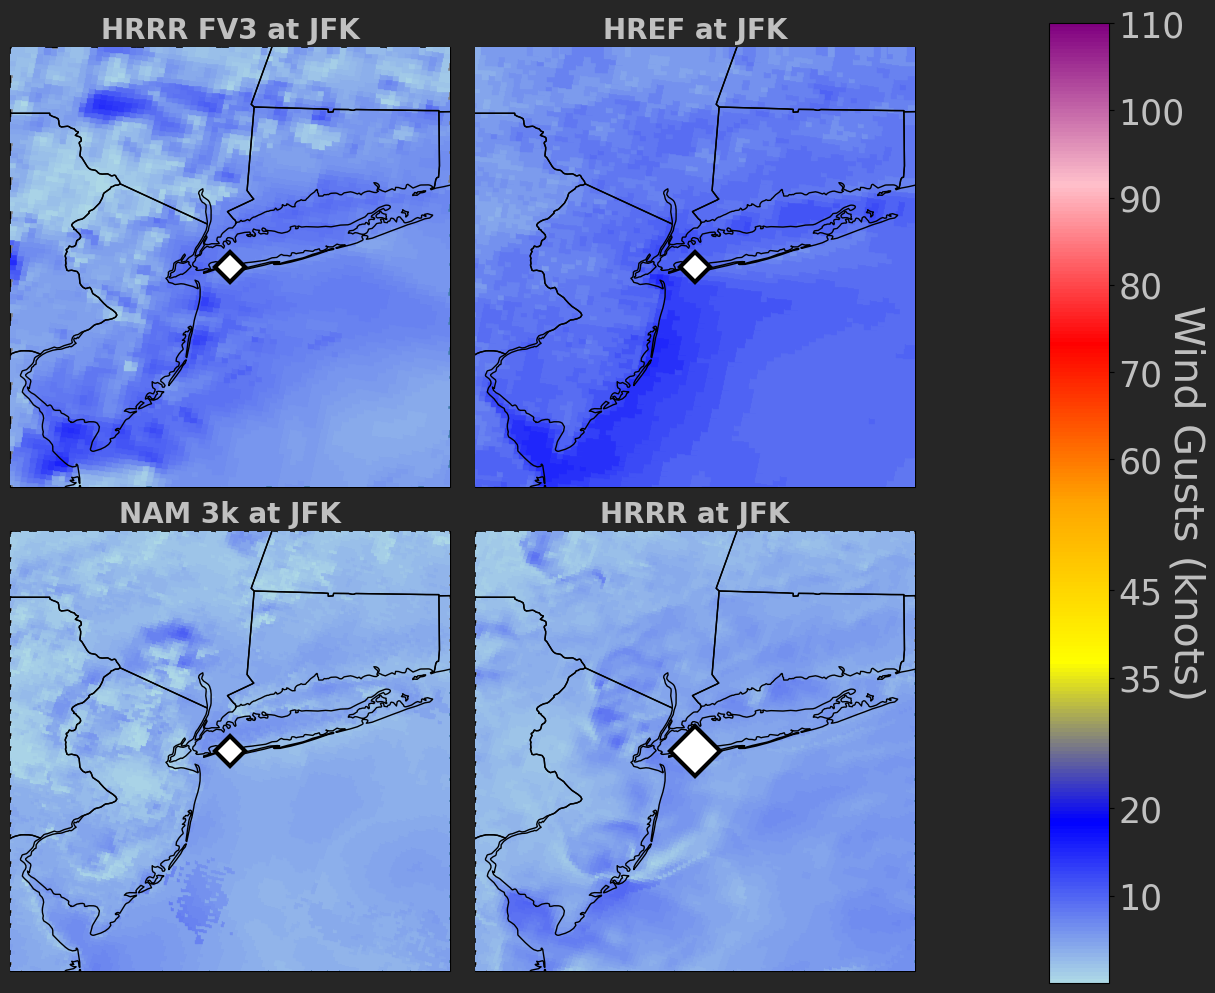 HRRR FV3 at JFK
HREF at JFK
NAM 3k at JFK
HRRR at JFK
110
100
90
80
70
60
45
35
20
10
Wind Gusts (knots)